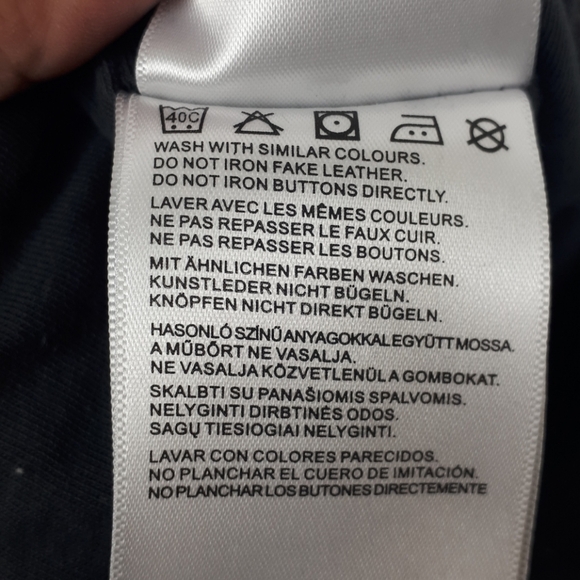 40C
WASH WITH SIMILAR COLOURS.
DO NOT IRON FAKE LEATHER.
DO NOT IRON BUTTONS DIRECTLY.
LAVER AVEC LES MÊMES COULEURS.
NE PAS REPASSER LE FAUX CUIR.
NE PAS REPASSER LES BOUTONS.
MIT ÄHNLICHEN FARBEN WASCHEN.
KUNSTLEDER NICHT BÜGELN.
KNÖPFEN NICHT DIREKT BÜGELN.
HASONLÓ SZÍNŰ ANYAGOKKAL EGYÜTT MOSSA.
A MŰBŐRT NE VASALJA.
NE VASALJA KÖZVETLENÜL A GOMBOKAT.
SKALBTI SU PANAŠIOMIS SPALVOMIS.
NELYGINTI DIRBTINĖS ODOS.
SAGŲ TIESIOGIAI NELYGINTI.
LAVAR CON COLORES PARECIDOS.
NO PLANCHAR EL CUERO DE IMITACIÓN.
NO PLANCHAR LOS BUTONES DIRECTEMENTE